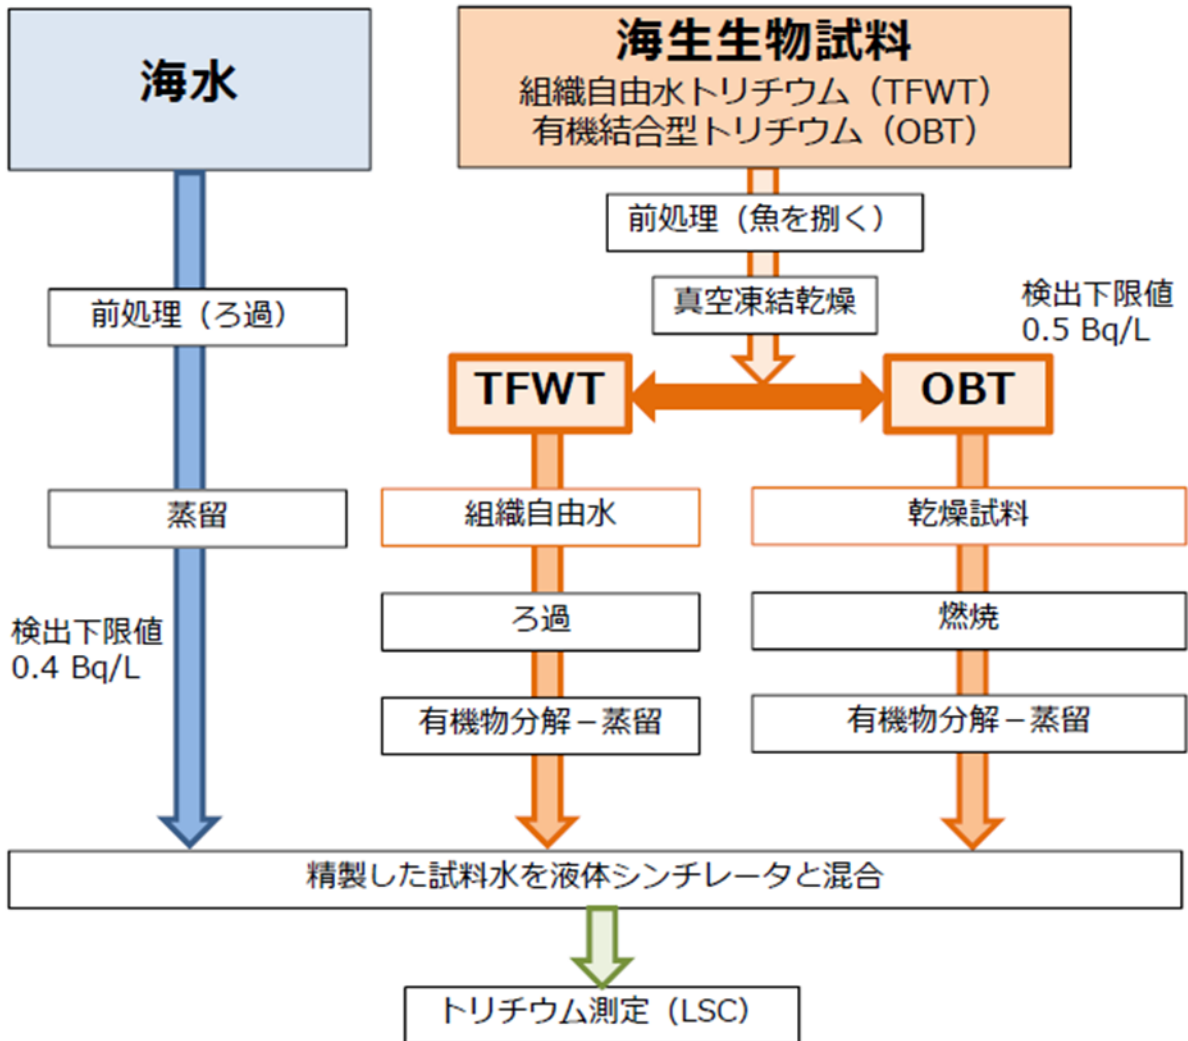 海水
海生生物試料
組織自由水トリチウム（TFWT）
有機結合型トリチウム（OBT）
前処理（魚を捌く）
真空凍結乾燥
検出下限値
0.5 Bq/L
前処理（ろ過）
TFWT
OBT
蒸留
組織自由水
乾燥試料
ろ過
燃焼
検出下限値
0.4 Bq/L
有機物分解－蒸留
有機物分解－蒸留
精製した試料水を液体シンチレータと混合
トリチウム測定（LSC）